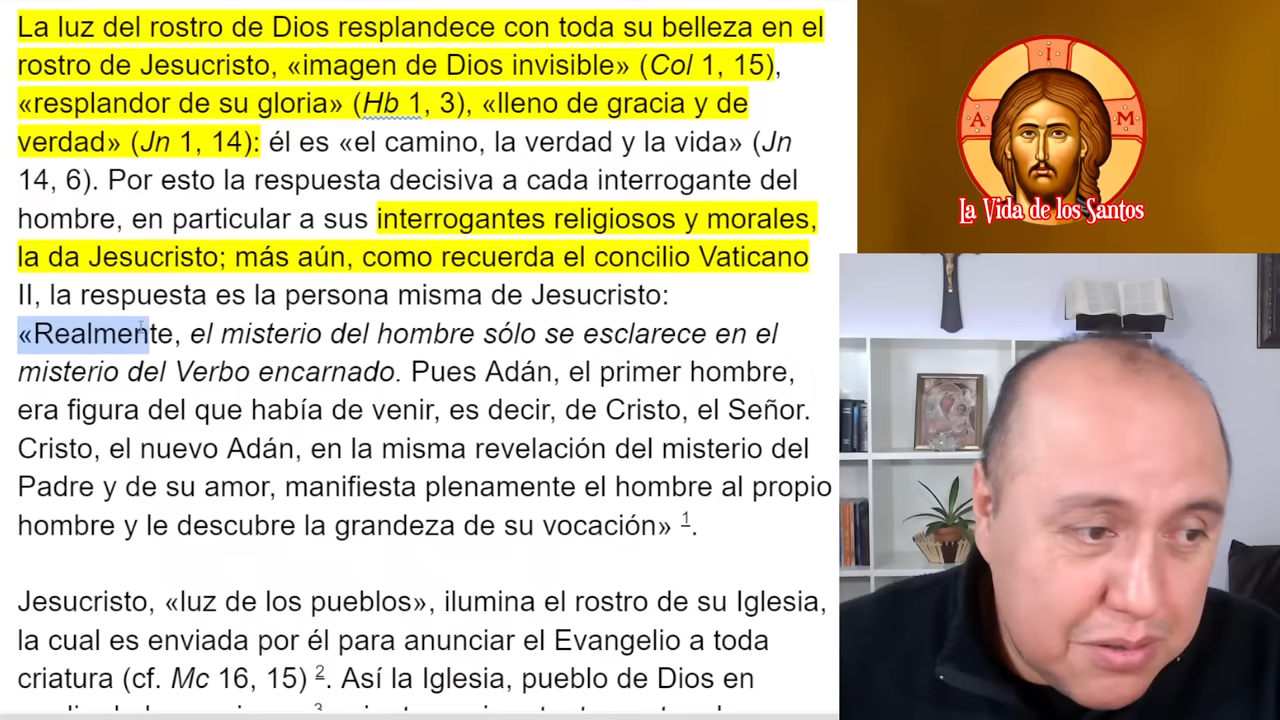 La luz del rostro de Dios resplandece con toda su belleza en el
rostro de Jesucristo, «imagen de Dios invisible» (Col 1, 15),
«resplandor de su gloria» (Hb 1, 3), «lleno de gracia y de
verdad» (Jn 1, 14): él es «el camino, la verdad y la vida» (Jn
14, 6). Por esto la respuesta decisiva a cada interrogante del
hombre, en particular a sus interrogantes religiosos y morales,
la da Jesucristo; más aún, como recuerda el concilio Vaticano
II, la respuesta es la persona misma de Jesucristo:
«Realmente, el misterio del hombre sólo se esclarece en el
misterio del Verbo encarnado. Pues Adán, el primer hombre,
era figura del que había de venir, es decir, de Cristo, el Señor.
Cristo, el nuevo Adán, en la misma revelación del misterio del
Padre y de su amor, manifiesta plenamente el hombre al propio
hombre y le descubre la grandeza de su vocación» 1.
Jesucristo, «luz de los pueblos», ilumina el rostro de su Iglesia,
la cual es enviada por él para anunciar el Evangelio a toda
criatura (cf. Mc 16, 15) 2. Así la Iglesia, pueblo de Dios en
I
A M
La Vida de los Santos